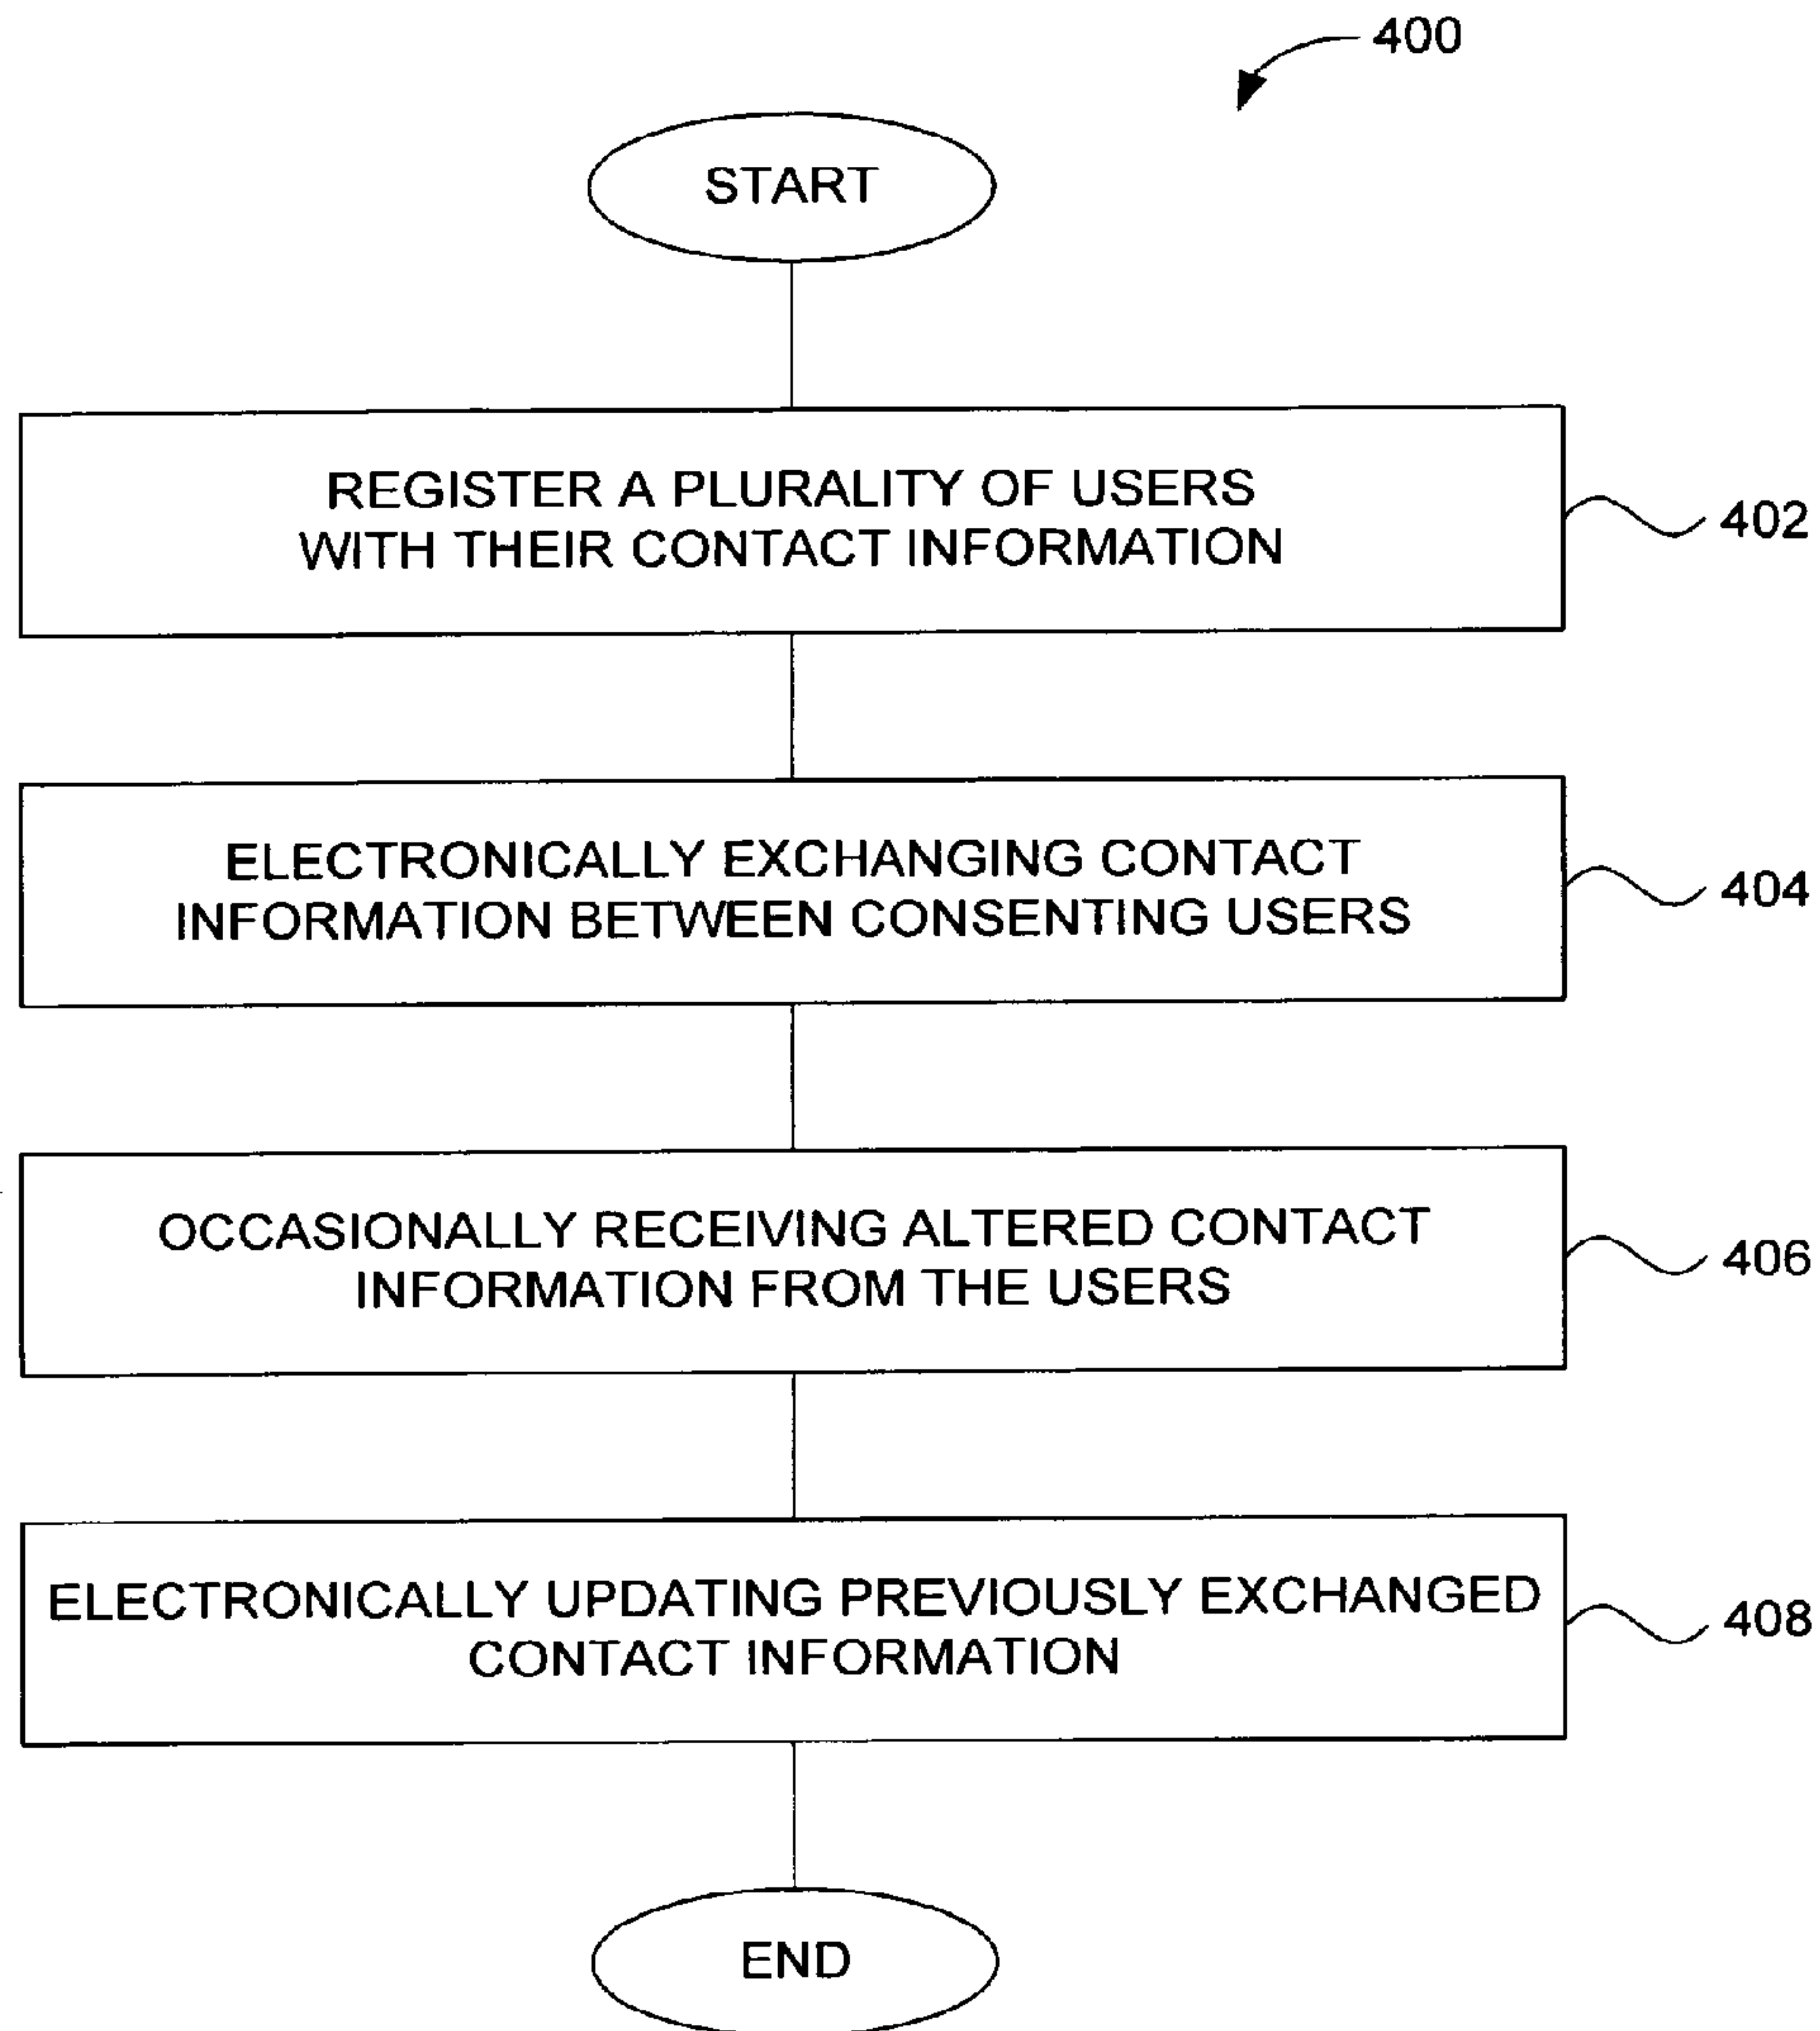 400
START
REGISTER A PLURALITY OF USERS
WITH THEIR CONTACT INFORMATION
402
ELECTRONICALLY EXCHANGING CONTACT
INFORMATION BETWEEN CONSENTING USERS
404
OCCASIONALLY RECEIVING ALTERED CONTACT
INFORMATION FROM THE USERS
406
ELECTRONICALLY UPDATING PREVIOUSLY EXCHANGED
CONTACT INFORMATION
408
END